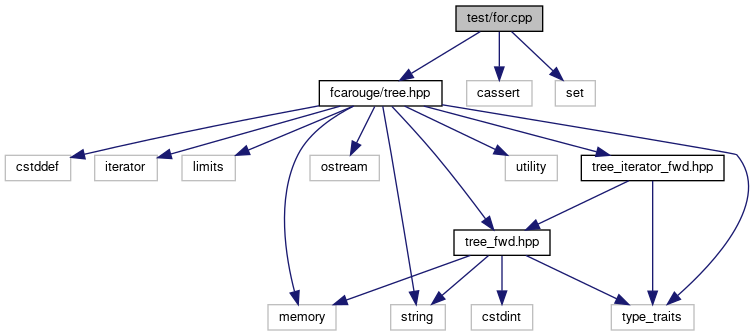 test/for.cpp
fcarouge/tree.hpp
cassert
set
cstddef
iterator
limits
ostream
utility
tree_iterator_fwd.hpp
tree_fwd.hpp
memory
string
cstdint
type_traits